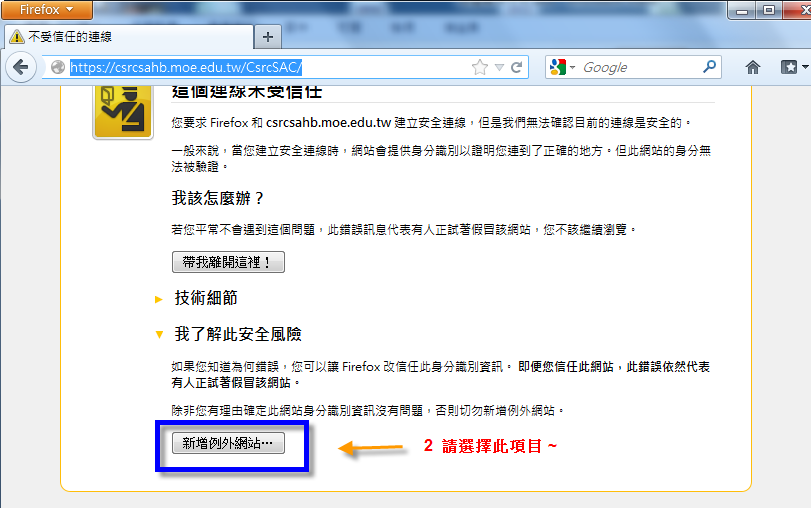 Firefox
不受信任的連線
https://csrcsahb.moe.edu.tw/CsrcSAC/
Google
這個連線未受信任
您要求 Firefox 和 csrcsahb.moe.edu.tw 建立安全連線，但是我們無法確認目前的連線是安全的。
一般來說，當您建立安全連線時，網站會提供身分識別以證明您連到了正確的地方。但此網站的身分無
法被驗證。
我該怎麼辦？
若您平常不會遇到這個問題，此錯誤訊息代表有人正試著假冒該網站，您不該繼續瀏覽。
帶我離開這裡！
技術細節
我了解此安全風險
如果您知道為何錯誤，您可以讓 Firefox 改信任此身分識別資訊。 即便您信任此網站，此錯誤依然代表
有人正試著假冒該網站。
除非您有理由確定此網站身分識別資訊沒有問題，否則切勿新增例外網站。
新增例外網站…
2 請選擇此項目 ~